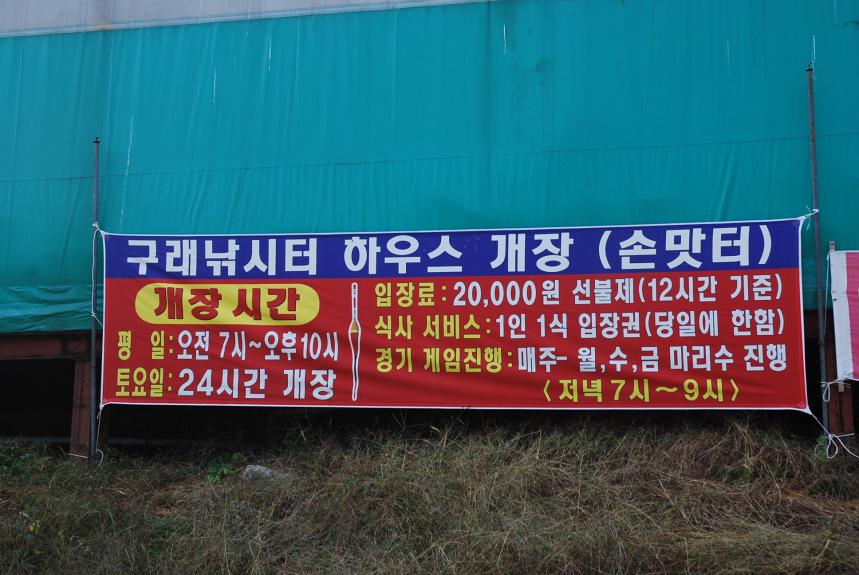 구래낚시터 하우스 개장 (손맛터)
개장 시간
평 일:오전 7시~오후10시
토요일:24시간 개장
입장료:20,000원 선불제(12시간 기준)
식사 서비스:1인 1식 입장권(당일에 한함)
경기 게임진행:매주- 월,수,금 마리수 진행
<저녁 7시~9시>